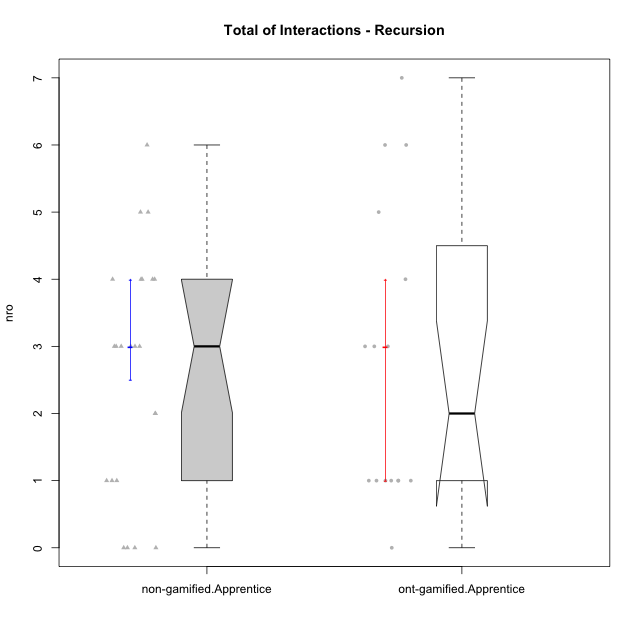 Total of Interactions - Recursion
7
6
5
4
3
2
1
0
nro
non-gamified.Apprentice
ont-gamified.Apprentice